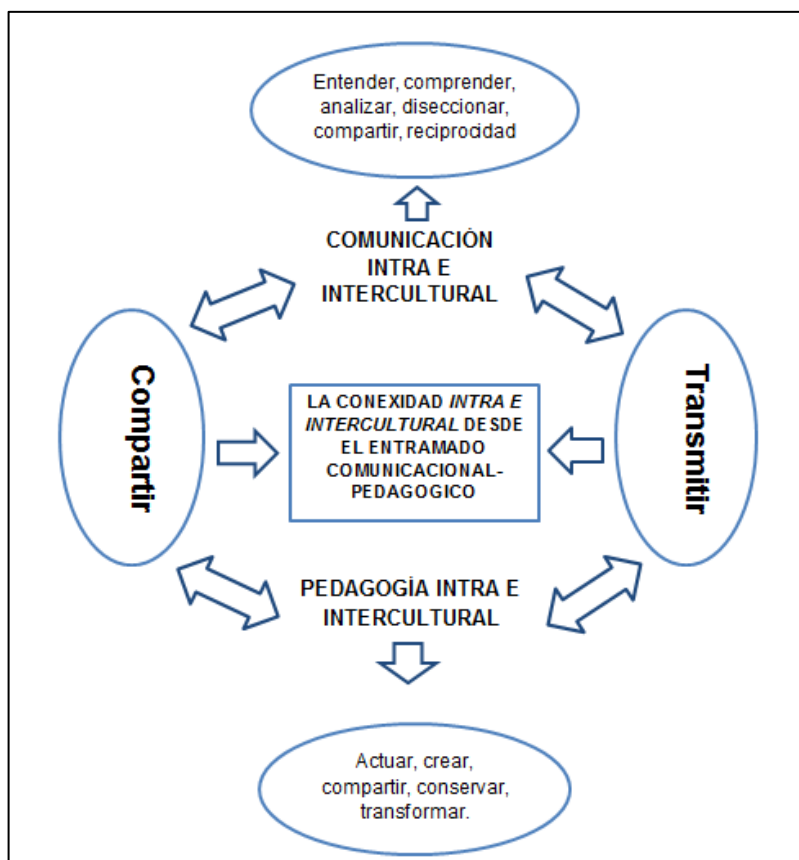 Entender, comprender,
analizar, diseccionar,
compartir, reciprocidad
COMUNICACIÓN
INTRA E
INTERCULTURAL
Compartir
LA CONEXIDAD INTRA E
INTERCULTURAL DESDE
EL ENTRAMADO
COMUNICACIONAL-
PEDAGOGICO
Transmitir
PEDAGOGÍA INTRA E
INTERCULTURAL
Actuar, crear,
compartir, conservar,
transformar.